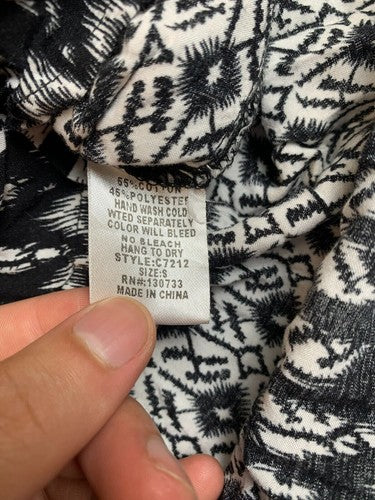 55% COTTON
45% POLYESTER
HAND WASH COLD
WTED SEPARATELY
COLOR WILL BLEED
NO BLEACH
HANG TO DRY
STYLE:C7212
SIZE:S
RN#:130733
MADE IN CHINA